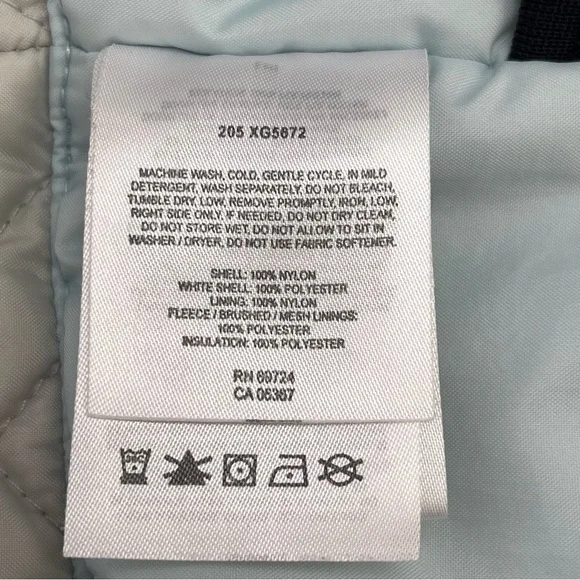 205 XG5672
MACHINE WASH, COLD, GENTLE CYCLE, IN MILD
DETERGENT, WASH SEPARATELY, DO NOT BLEACH,
TUMBLE DRY, LOW, REMOVE PROMPTLY, IROH, LOW,
RIGHT SIDE ONLY, IF NEEDED, DO NOT DRY CLEAN,
DO NOT STORE WET, DO NOT ALLOW TO SIT IN
WASHER / DRYER, DO NOT USE FABRIC SOFTENER.
SHELL: 100% NYLON
WHITE SHELL: 100% POLYESTER
LINING: 100% NYLON
FLEECE / BRUSHED / MESH LININGS:
100% POLYESTER
INSULATION: 100% POLYESTER
RN 69724
CA 06367
30C